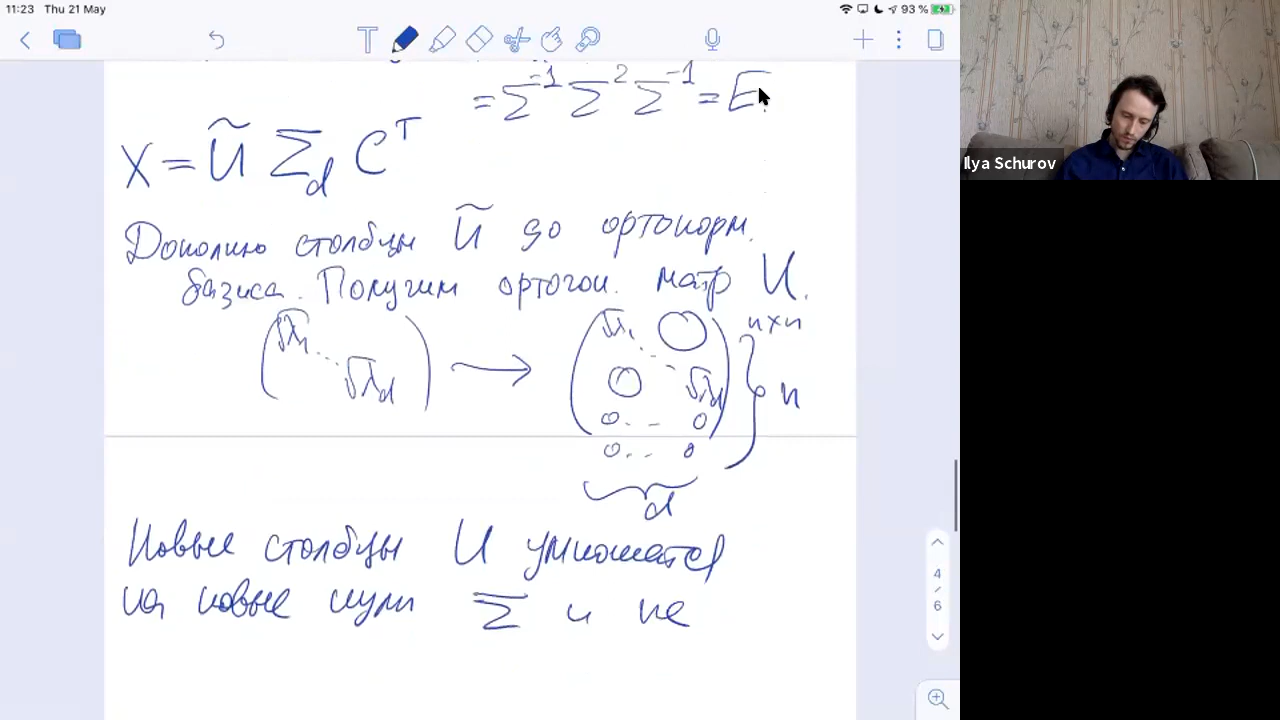 11:23 Thu 21 May
93 %
= Σ⁻¹ Σ² Σ⁻¹ = E
X = Ũ Σ_d C^T
Ilya Schurov
Дополню столбцы Ũ до ортонорм.
базиса. Получим ортогон. матр U.
n×n
(√λ₁ ... √λ_d) → (√λ₁ 0 ... 0 √λ_d
0 ... 0
0 ... 0) } n
d
Новые столбцы U умножатся
на новые нули Σ и не
4 / 6